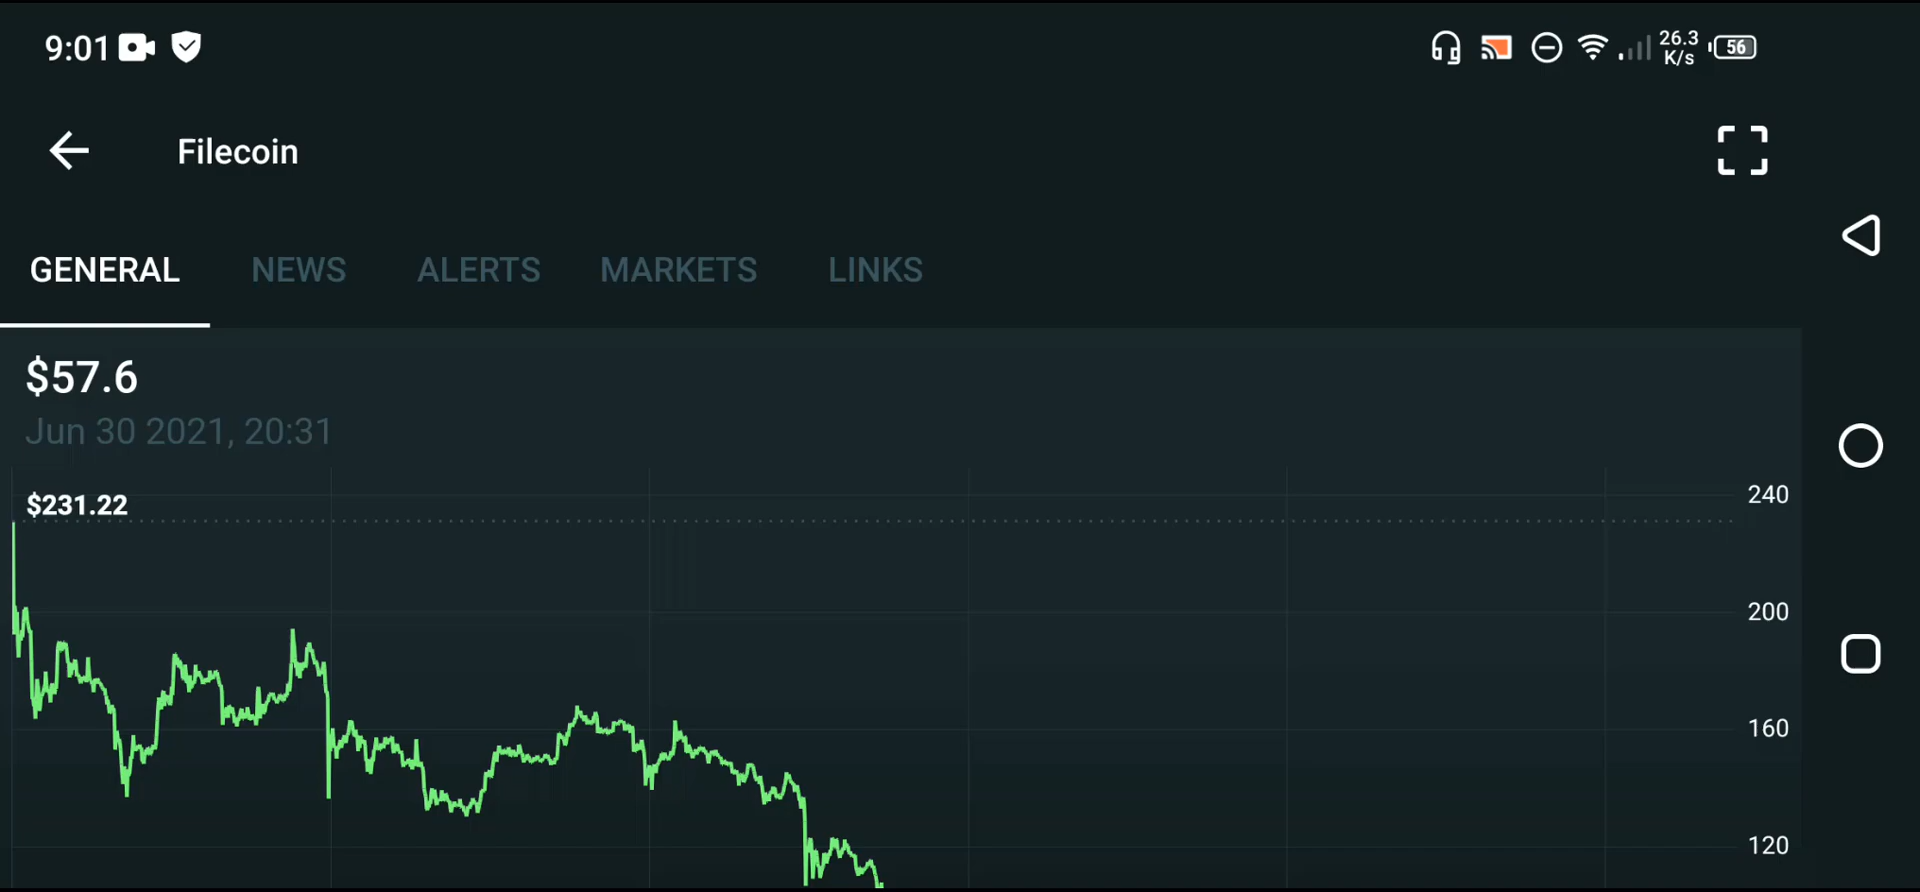 9:01
26.3
K/s
56
Filecoin
GENERAL NEWS ALERTS MARKETS LINKS
$57.6
Jun 30 2021, 20:31
$231.22
240
200
160
120